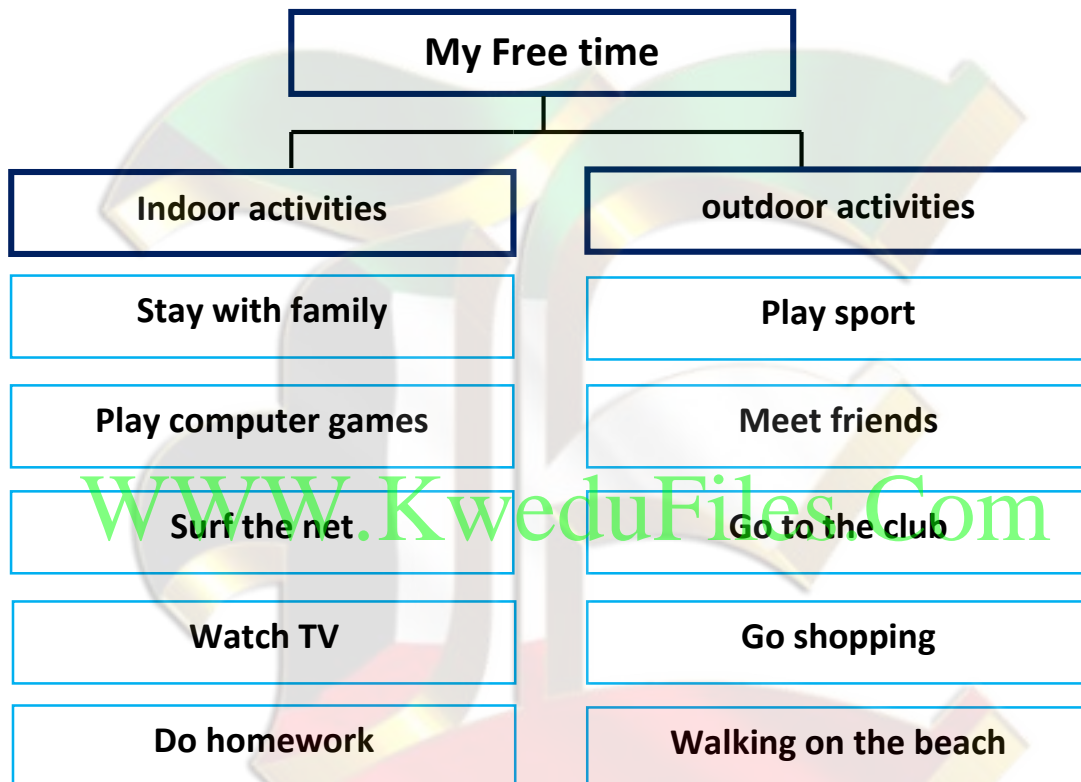 My Free time
Indoor activities
outdoor activities
Stay with family
Play sport
Play computer games
Meet friends
WWW.KweduFiles.Com
Surf the net
Go to the club
Watch TV
Go shopping
Do homework
Walking on the beach